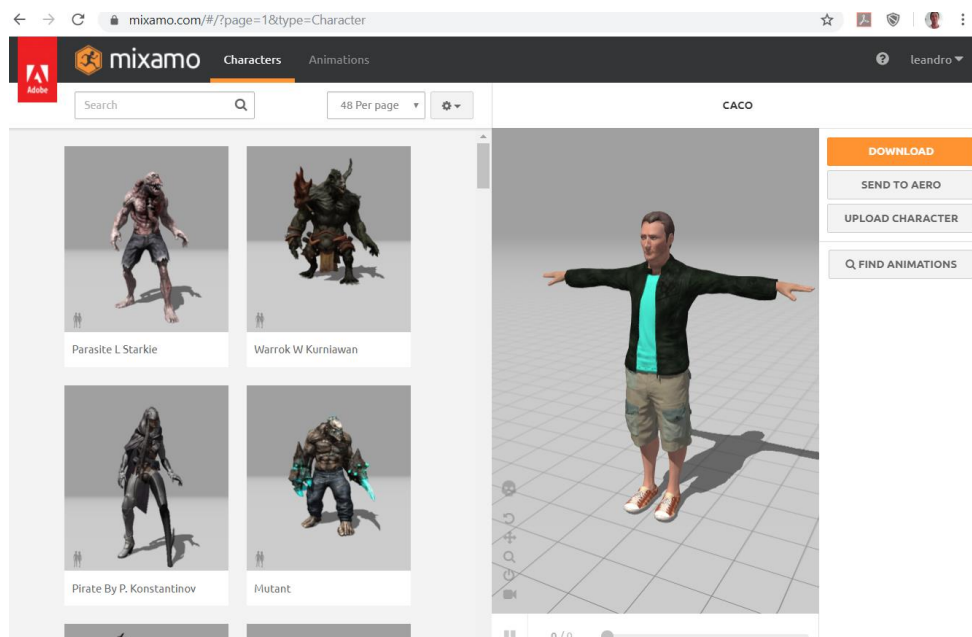 mixamo.com/#/?page=1&type=Character
Adobe
mixamo
Characters
Animations
leandro
Search
48 Per page
CACO
DOWNLOAD
SEND TO AERO
UPLOAD CHARACTER
FIND ANIMATIONS
Parasite L Starkie
Warrok W Kurniawan
Pirate By P. Konstantinov
Mutant
0 / 0